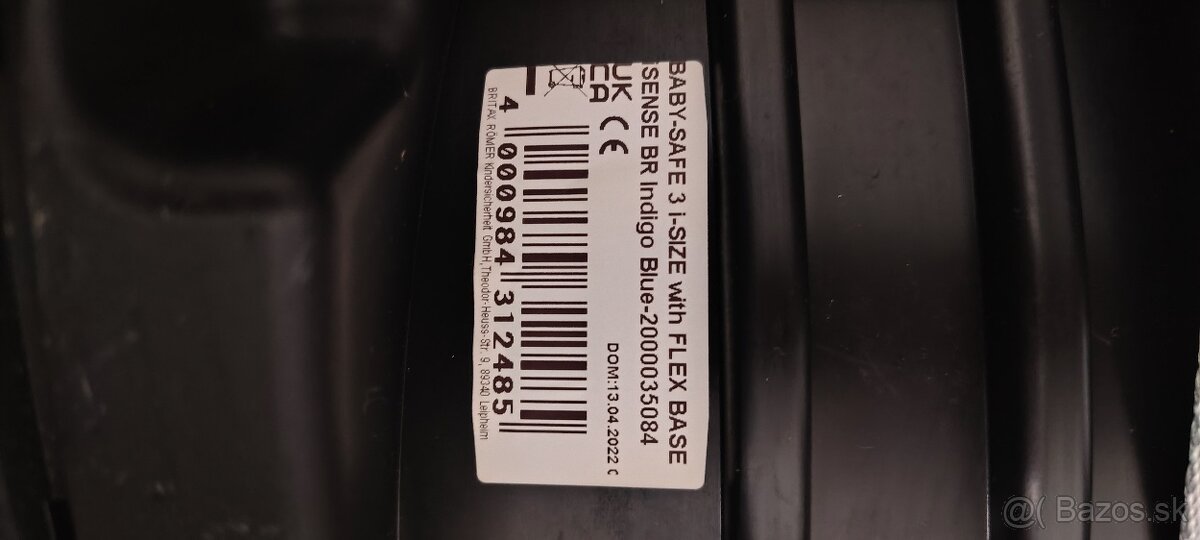 BABY-SAFE 3 i-SIZE with FLEX BASE
iSENSE BR Indigo Blue-2000035084
DOM:13.04.2022
UK
CA
CE
4 000984 312485
BRITAX RÖMER Kindersicherheit GmbH,Theodor-Heuss-Str. 9, 89340 Leipheim
@( Bazos.sk